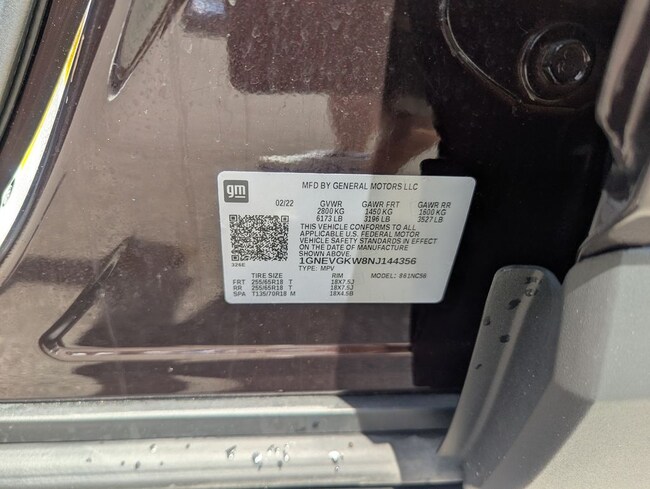 gm
MFD BY GENERAL MOTORS LLC
02/22 GVWR GAWR FRT GAWR RR
2800 KG 1450 KG 1600 KG
6173 LB 3196 LB 3527 LB
THIS VEHICLE CONFORMS TO ALL
APPLICABLE U.S. FEDERAL MOTOR
VEHICLE SAFETY STANDARDS IN EFFECT
ON THE DATE OF MANUFACTURE
SHOWN ABOVE.
326E 1GNEVGKW8NJ144356
TYPE: MPV MODEL: 861NC56
TIRE SIZE RIM
FRT 255/65R18 T 18X7.5J
RR 255/65R18 T 18X7.5J
SPA T135/70R18 M 18X4.5B